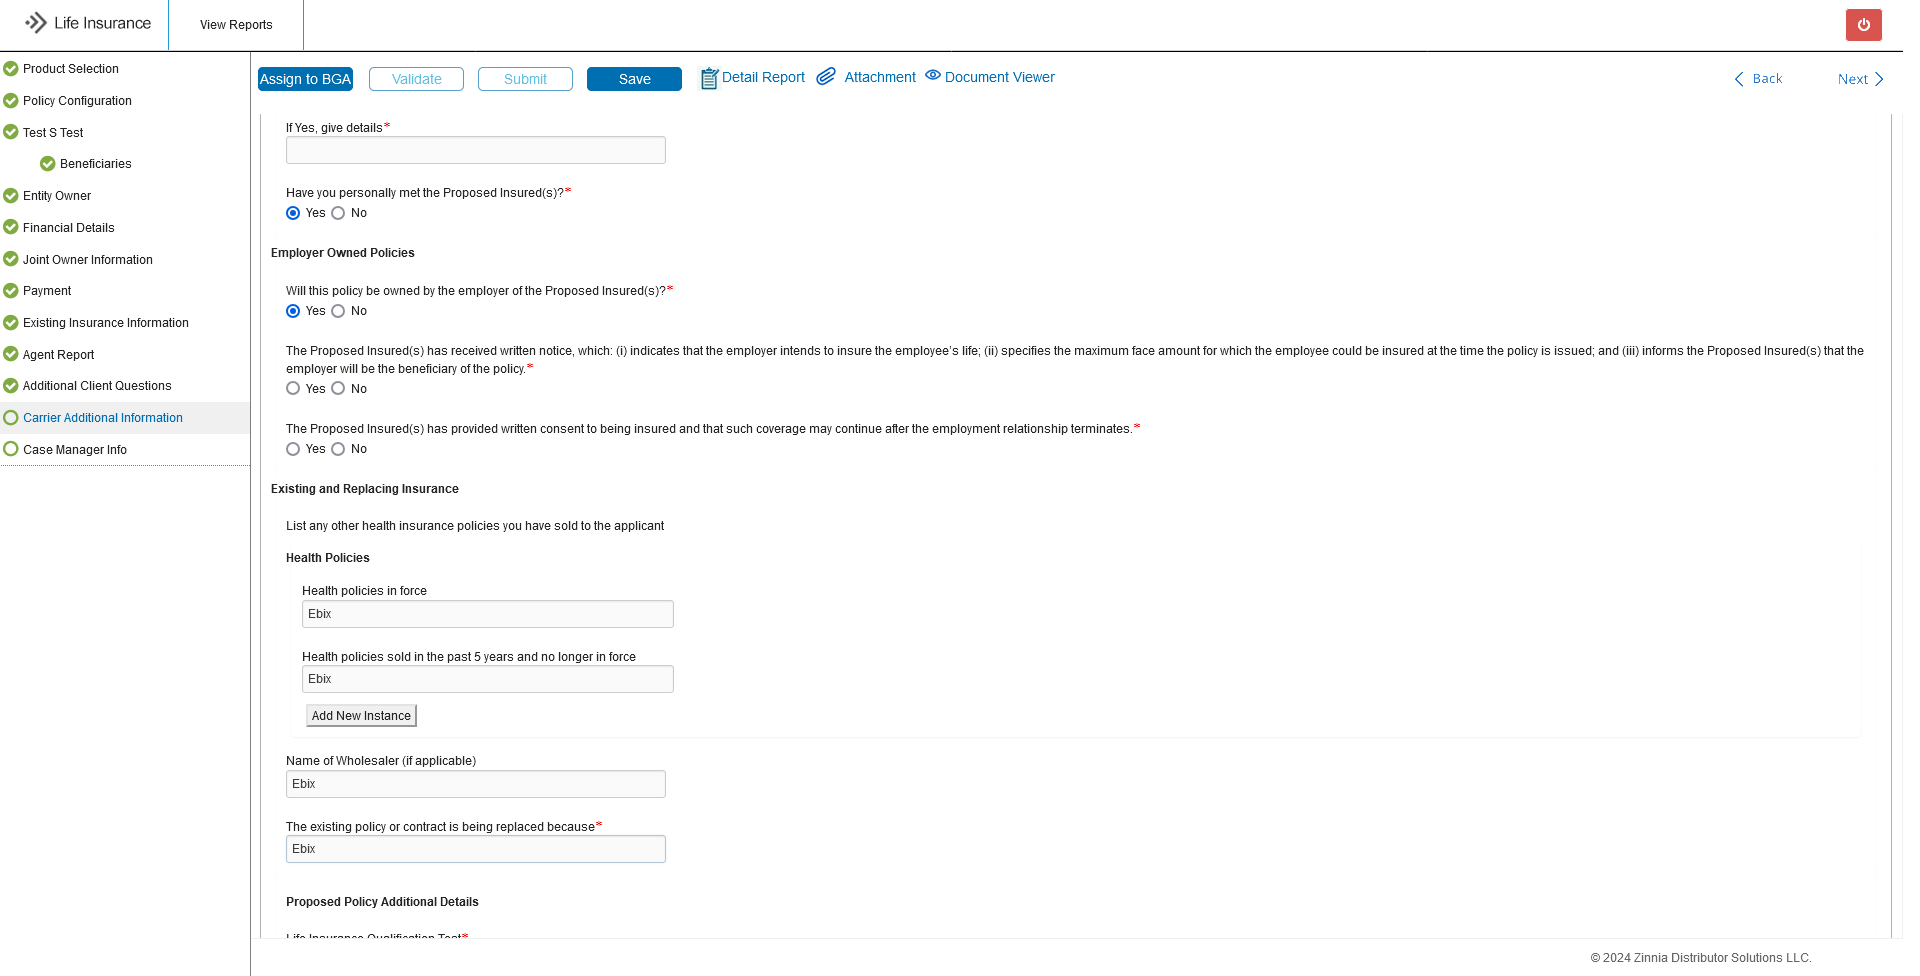 Life Insurance
View Reports
Product Selection
Policy Configuration
Test S Test
Beneficiaries
Entity Owner
Financial Details
Joint Owner Information
Payment
Existing Insurance Information
Agent Report
Additional Client Questions
Carrier Additional Information
Case Manager Info
Assign to BGA
Validate
Submit
Save
Detail Report
Attachment
Document Viewer
Back
Next
If Yes, give details*
Have you personally met the Proposed Insured(s)?*
Yes No
Employer Owned Policies
Will this policy be owned by the employer of the Proposed Insured(s)?*
Yes No
The Proposed Insured(s) has received written notice, which: (i) indicates that the employer intends to insure the employee's life; (ii) specifies the maximum face amount for which the employee could be insured at the time the policy is issued; and (iii) informs the Proposed Insured(s) that the
employer will be the beneficiary of the policy.*
Yes No
The Proposed Insured(s) has provided written consent to being insured and that such coverage may continue after the employment relationship terminates.*
Yes No
Existing and Replacing Insurance
List any other health insurance policies you have sold to the applicant
Health Policies
Health policies in force
Ebix
Health policies sold in the past 5 years and no longer in force
Ebix
Add New Instance
Name of Wholesaler (if applicable)
Ebix
The existing policy or contract is being replaced because*
Ebix
Proposed Policy Additional Details
Life Insurance Qualification Test*
© 2024 Zinnia Distributor Solutions LLC.